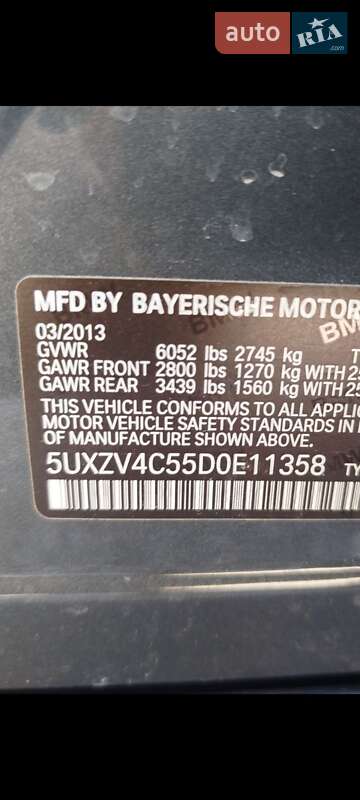 auto RIA .com
MFD BY BAYERISCHE MOTOR
03/2013
GVWR 6052 lbs 2745 kg
GAWR FRONT 2800 lbs 1270 kg WITH
GAWR REAR 3439 lbs 1560 kg WITH
THIS VEHICLE CONFORMS TO ALL
MOTOR VEHICLE SAFETY STANDARDS IN
OF MANUFACTURE SHOWN ABOVE.
5UXZV4C55D0E11358